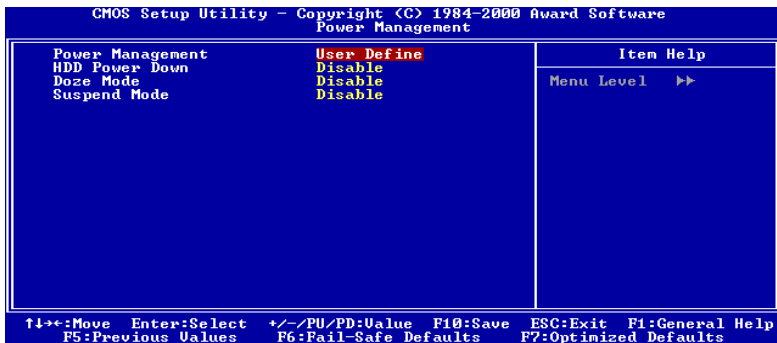 CMOS Setup Utility - Copyright (C) 1984-2000 Award Software
Power Management
Power Management User Define
HDD Power Down Disable
Doze Mode Disable
Suspend Mode Disable
Item Help
Menu Level ►►
↑↓→←:Move Enter:Select +/-/PU/PD:Value F10:Save ESC:Exit F1:General Help
F5:Previous Values F6:Fail-Safe Defaults F7:Optimized Defaults